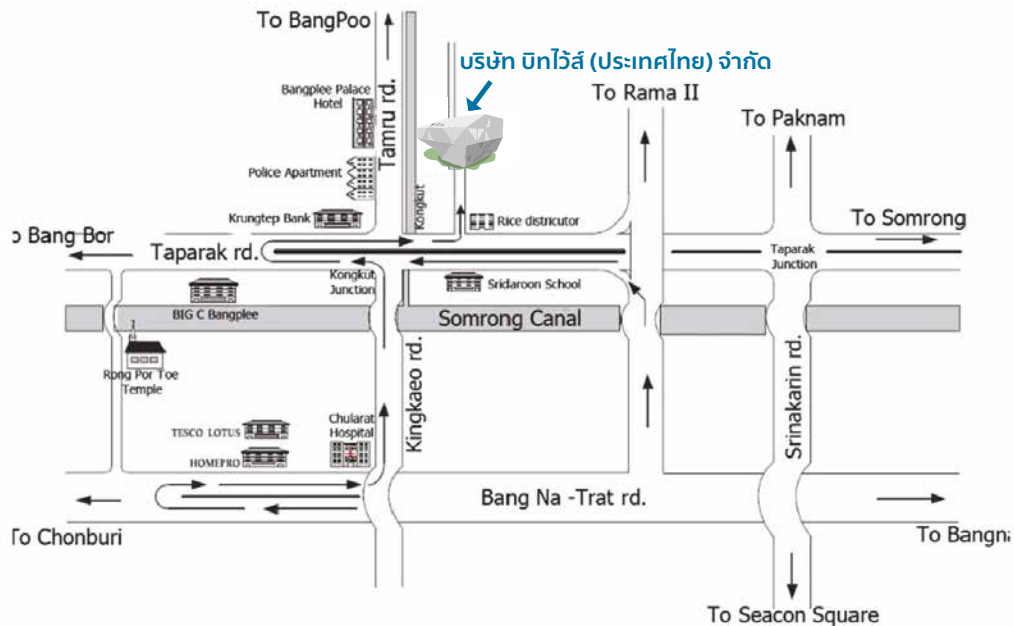 To BangPoo
บริษัท บิทไว้ส์ (ประเทศไทย) จำกัด
Bangplee Palace
Hotel
Tamru rd.
To Rama II
To Paknam
Police Apartment
Kongkut
Krungtep Bank
Rice districutor
To Somrong
o Bang Bor
Taparak rd.
Taparak
Junction
Kongkut
Junction
Sridaroon School
BIG C Bangplee
Somrong Canal
Rong Por Toe
Temple
Kingkaeo rd.
Srinakarin rd.
TESCO LOTUS
Chularat
Hospital
HOMEPRO
Bang Na -Trat rd.
To Chonburi
To Bangna
To Seacon Square